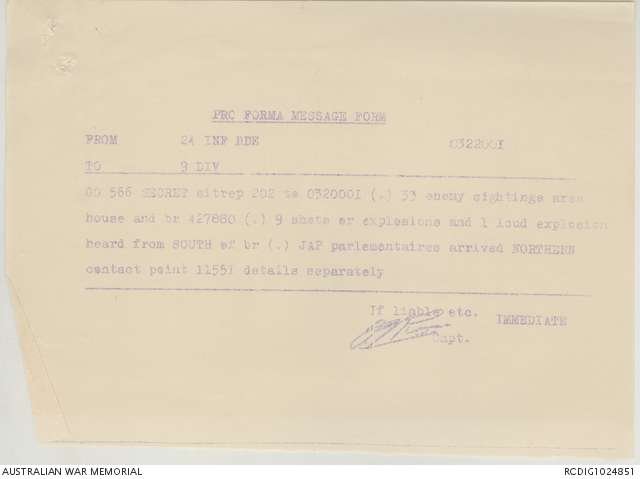 PRO FORMA MESSAGE FORM
FROM 24 INF BDE 032200I
TO 9 DIV
GO 566 SECRET sitrep 202 to 032000I (.) 53 enemy sightings area
house and br 427880 (.) 9 shots or explosions and 1 loud explosion
heard from SOUTH of br (.) JAP parlementaires arrived NORTHERN
contact point 1155I details separately
If liable etc. IMMEDIATE
Capt.
AUSTRALIAN WAR MEMORIAL RCDIG1024851